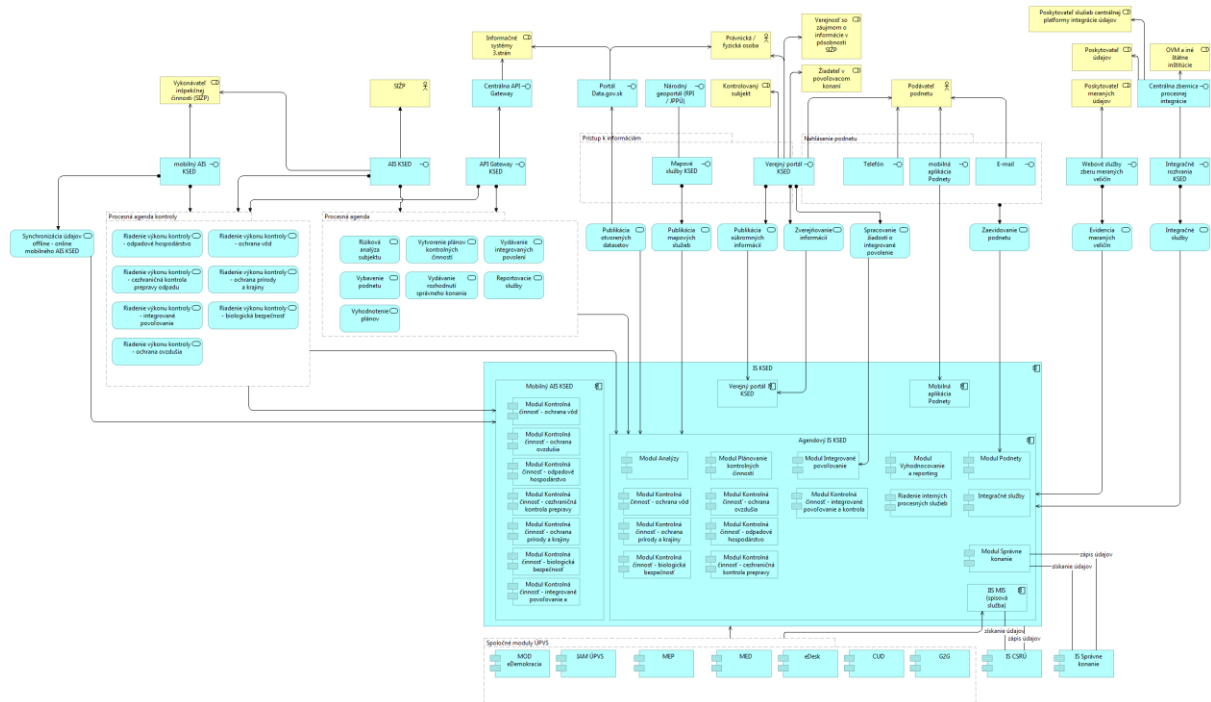 Poskytovateľ služieb centrálnej
platformy integrácie údajov
Verejnosť so
záujmom o
informácie v
pôsobnosti
SIŽP
Informačné
systémy
3.strán
Právnická /
fyzická osoba
Poskytovateľ
údajov
OVM a iné
štátne
inštitúcie
Vykonávateľ
inšpekčnej
činnosti (SIŽP)
SIŽP
Centrálna API
Gateway
Portál
Data.gov.sk
Národný
geoportál (RPI
/ JPPÚ)
Kontrolovaný
subjekt
Žiadateľ v
povoľovacom
konaní
Podávateľ
podnetu
Poskytovateľ
meraných
údajov
Centrálna zbernica
procesnej
integrácie
Prístup k informáciám
Nahlásenie podnetu
mobilný AIS
KSED
AIS KSED
API Gateway
KSED
Mapové
služby KSED
Verejný portál
KSED
Telefón
mobilná
aplikácia
Podnety
E-mail
Webové služby
zberu meraných
veličín
Integračné
rozhrania
KSED
Procesná agenda kontroly
Procesná agenda
Synchronizácia údajov
offline - online
mobilného AIS KSED
Riadenie výkonu kontroly
- odpadové hospodárstvo
Riadenie výkonu kontroly
- ochrana vôd
Riadenie výkonu kontroly
- cezhraničná kontrola
prepravy odpadu
Riadenie výkonu kontroly
- ochrana prírody
a krajiny
Riadenie výkonu kontroly
- integrované
povoľovanie
Riadenie výkonu kontroly
- biologická bezpečnosť
Riadenie výkonu kontroly
- ochrana ovzdušia
Riziková
analýza
subjektu
Vytvorenie plánov
kontrolných
činností
Vydávanie
integrovaných
povolení
Vybavenie
podnetu
Vydávanie
rozhodnutí
správneho konania
Reportovacie
služby
Vyhodnotenie
plánov
Publikácia
otvorených
datasetov
Publikácia
mapových
služieb
Publikácia
súkromných
informácií
Zverejňovanie
informácií
Spracovanie
žiadosti o
integrované
povolenie
Zaevidovanie
podnetu
Evidencia
meraných
veličín
Integračné
služby
IS KSED
Mobilný AIS KSED
Verejný portál
KSED
Mobilná
aplikácia
Podnety
Modul Kontrolná
činnosť - ochrana vôd
Modul Kontrolná
činnosť - ochrana
ovzdušia
Modul Kontrolná
činnosť - odpadové
hospodárstvo
Modul Kontrolná
činnosť - cezhraničná
kontrola prepravy
Modul Kontrolná
činnosť - ochrana
prírody a krajiny
Modul Kontrolná
činnosť - biologická
bezpečnosť
Modul Kontrolná
činnosť - integrované
povoľovanie a
Agendový IS KSED
Modul Analýzy
Modul Plánovanie
kontrolných
činností
Modul Integrované
povoľovanie
Modul
Vyhodnocovanie
a reporting
Modul Podnety
Modul Kontrolná
činnosť - ochrana vôd
Modul Kontrolná
činnosť - ochrana
ovzdušia
Modul Kontrolná
činnosť - integrované
povoľovanie a kontrola
Riadenie interných
procesných služieb
Integračné služby
Modul Kontrolná
činnosť - ochrana
prírody a krajiny
Modul Kontrolná
činnosť - odpadové
hospodárstvo
Modul Kontrolná
činnosť - biologická
bezpečnosť
Modul Kontrolná
činnosť - cezhraničná
kontrola prepravy
Modul Správne
konanie
zápis údajov
získanie údajov
IIS MIS
(spisová
služba)
získanie údajov
zápis údajov
Spoločné moduly ÚPVS
MOD
eDemokracia
IAM ÚPVS
MEP
MED
eDesk
CUD
G2G
IS CSRÚ
IS Správne
konanie